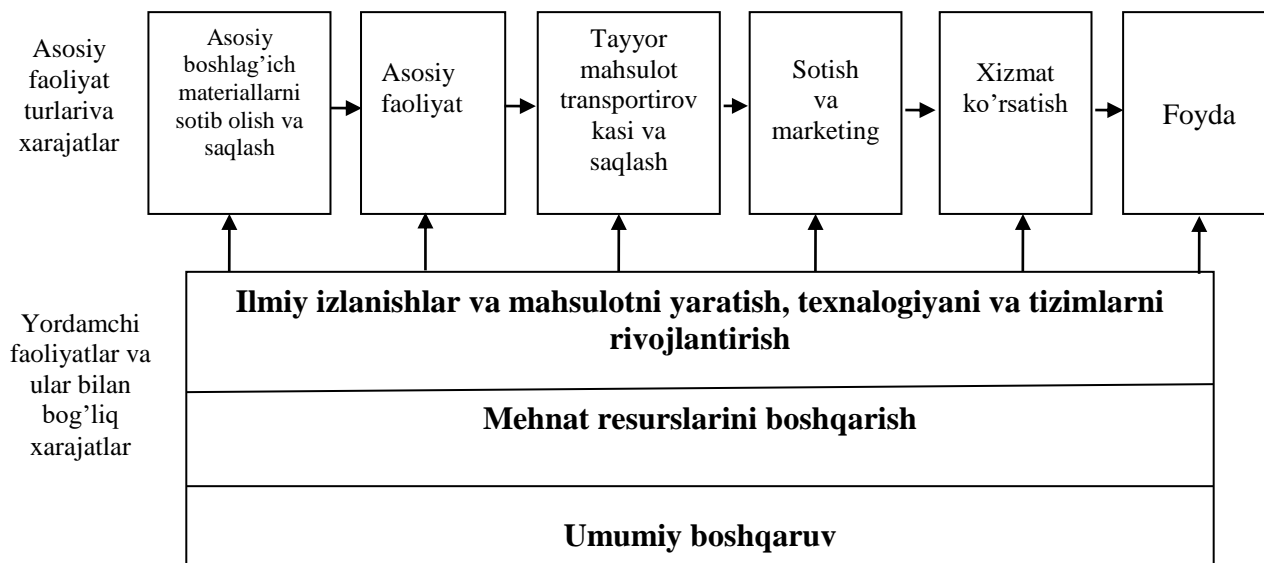 Asosiy
faoliyat
turlariva
xarajatlar
Asosiy
boshlag’ich
materiallarni
sotib olish va
saqlash
Asosiy
faoliyat
Tayyor
mahsulot
transportirov
kasi va
saqlash
Sotish
va
marketing
Xizmat
ko’rsatish
Foyda
Yordamchi
faoliyatlar va
ular bilan
bog’liq
xarajatlar
Ilmiy izlanishlar va mahsulotni yaratish, texnalogiyani va tizimlarni
rivojlantirish
Mehnat resurslarini boshqarish
Umumiy boshqaruv